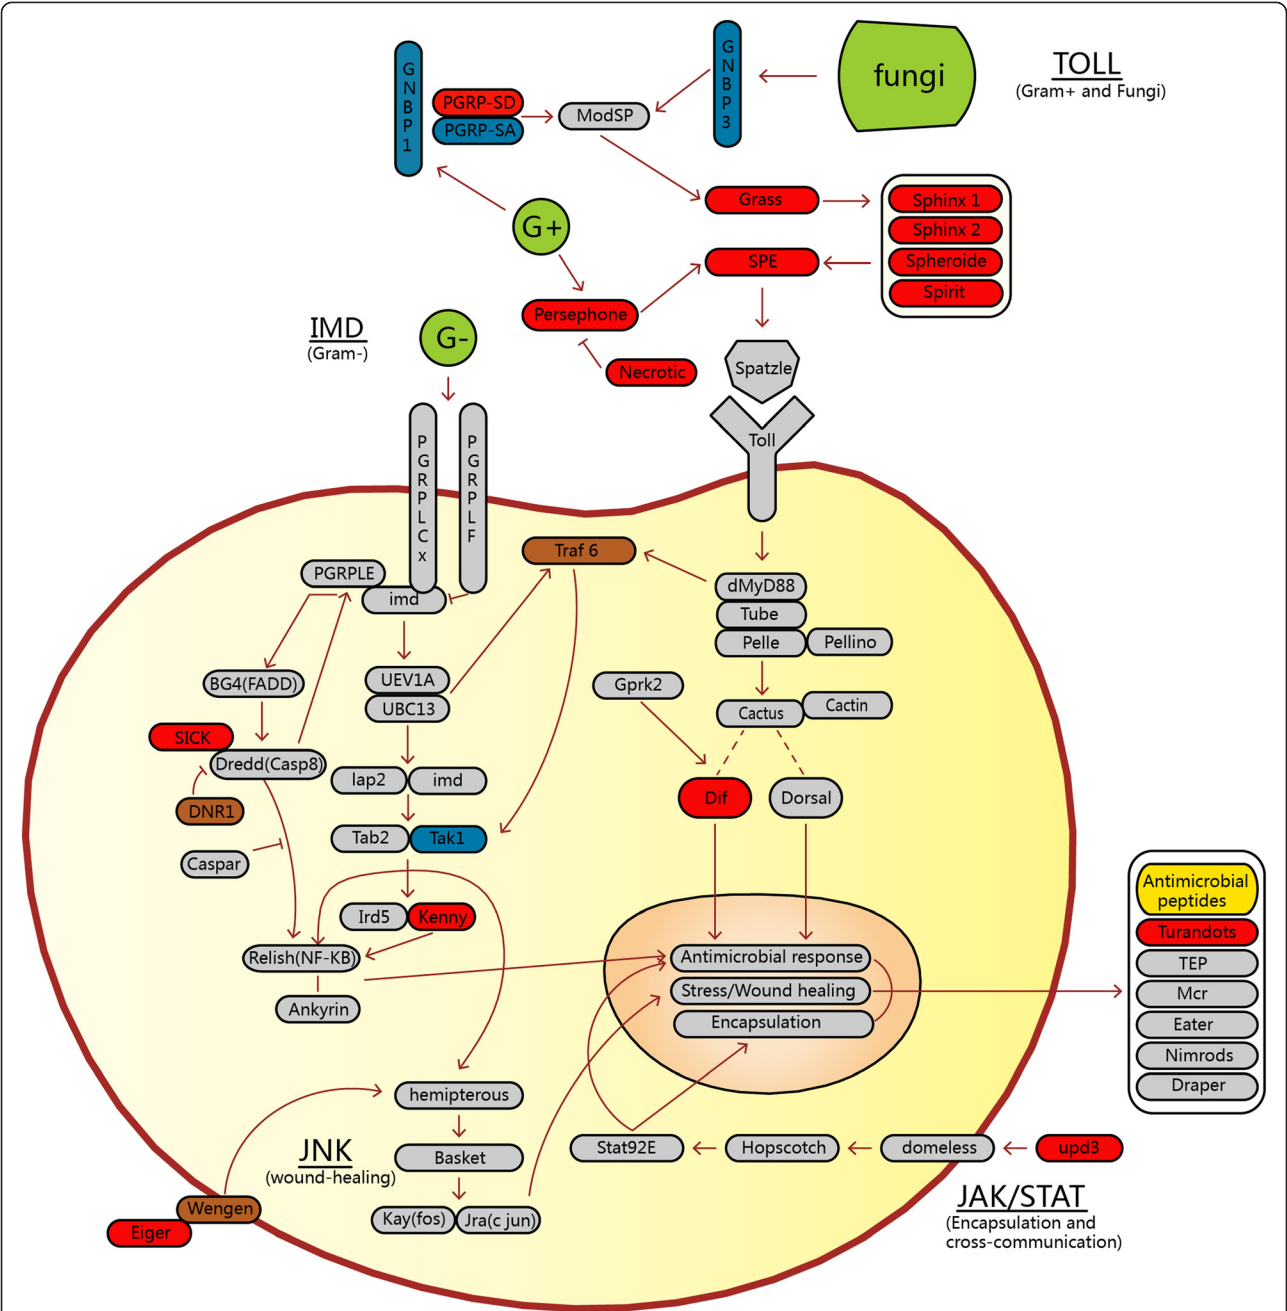 GNBP1
PGRP-SD
PGRP-SA
ModSP
GNBP3
fungi
TOLL
(Gram+ and Fungi)
G+
Grass
Sphinx 1
Sphinx 2
Spheroide
Spirit
SPE
Persephone
Necrotic
IMD
(Gram-)
G-
Spatzle
Toll
PGRPLCx
PGRPLF
PGRPLE
imd
Traf 6
dMyD88
Tube
Pelle
Pellino
BG4(FADD)
UEV1A
UBC13
Gprk2
Cactus
Cactin
SICK
Dredd(Casp8)
DNR1
Iap2
imd
Dif
Dorsal
Caspar
Tab2
Tak1
Ird5
Kenny
Relish(NF-KB)
Ankyrin
Antimicrobial response
Stress/Wound healing
Encapsulation
Antimicrobial
peptides
Turandots
TEP
Mcr
Eater
Nimrods
Draper
hemipterous
Basket
Kay(fos)
Jra(c jun)
JNK
(wound-healing)
Wengen
Eiger
Stat92E
Hopscotch
domeless
upd3
JAK/STAT
(Encapsulation and
cross-communication)